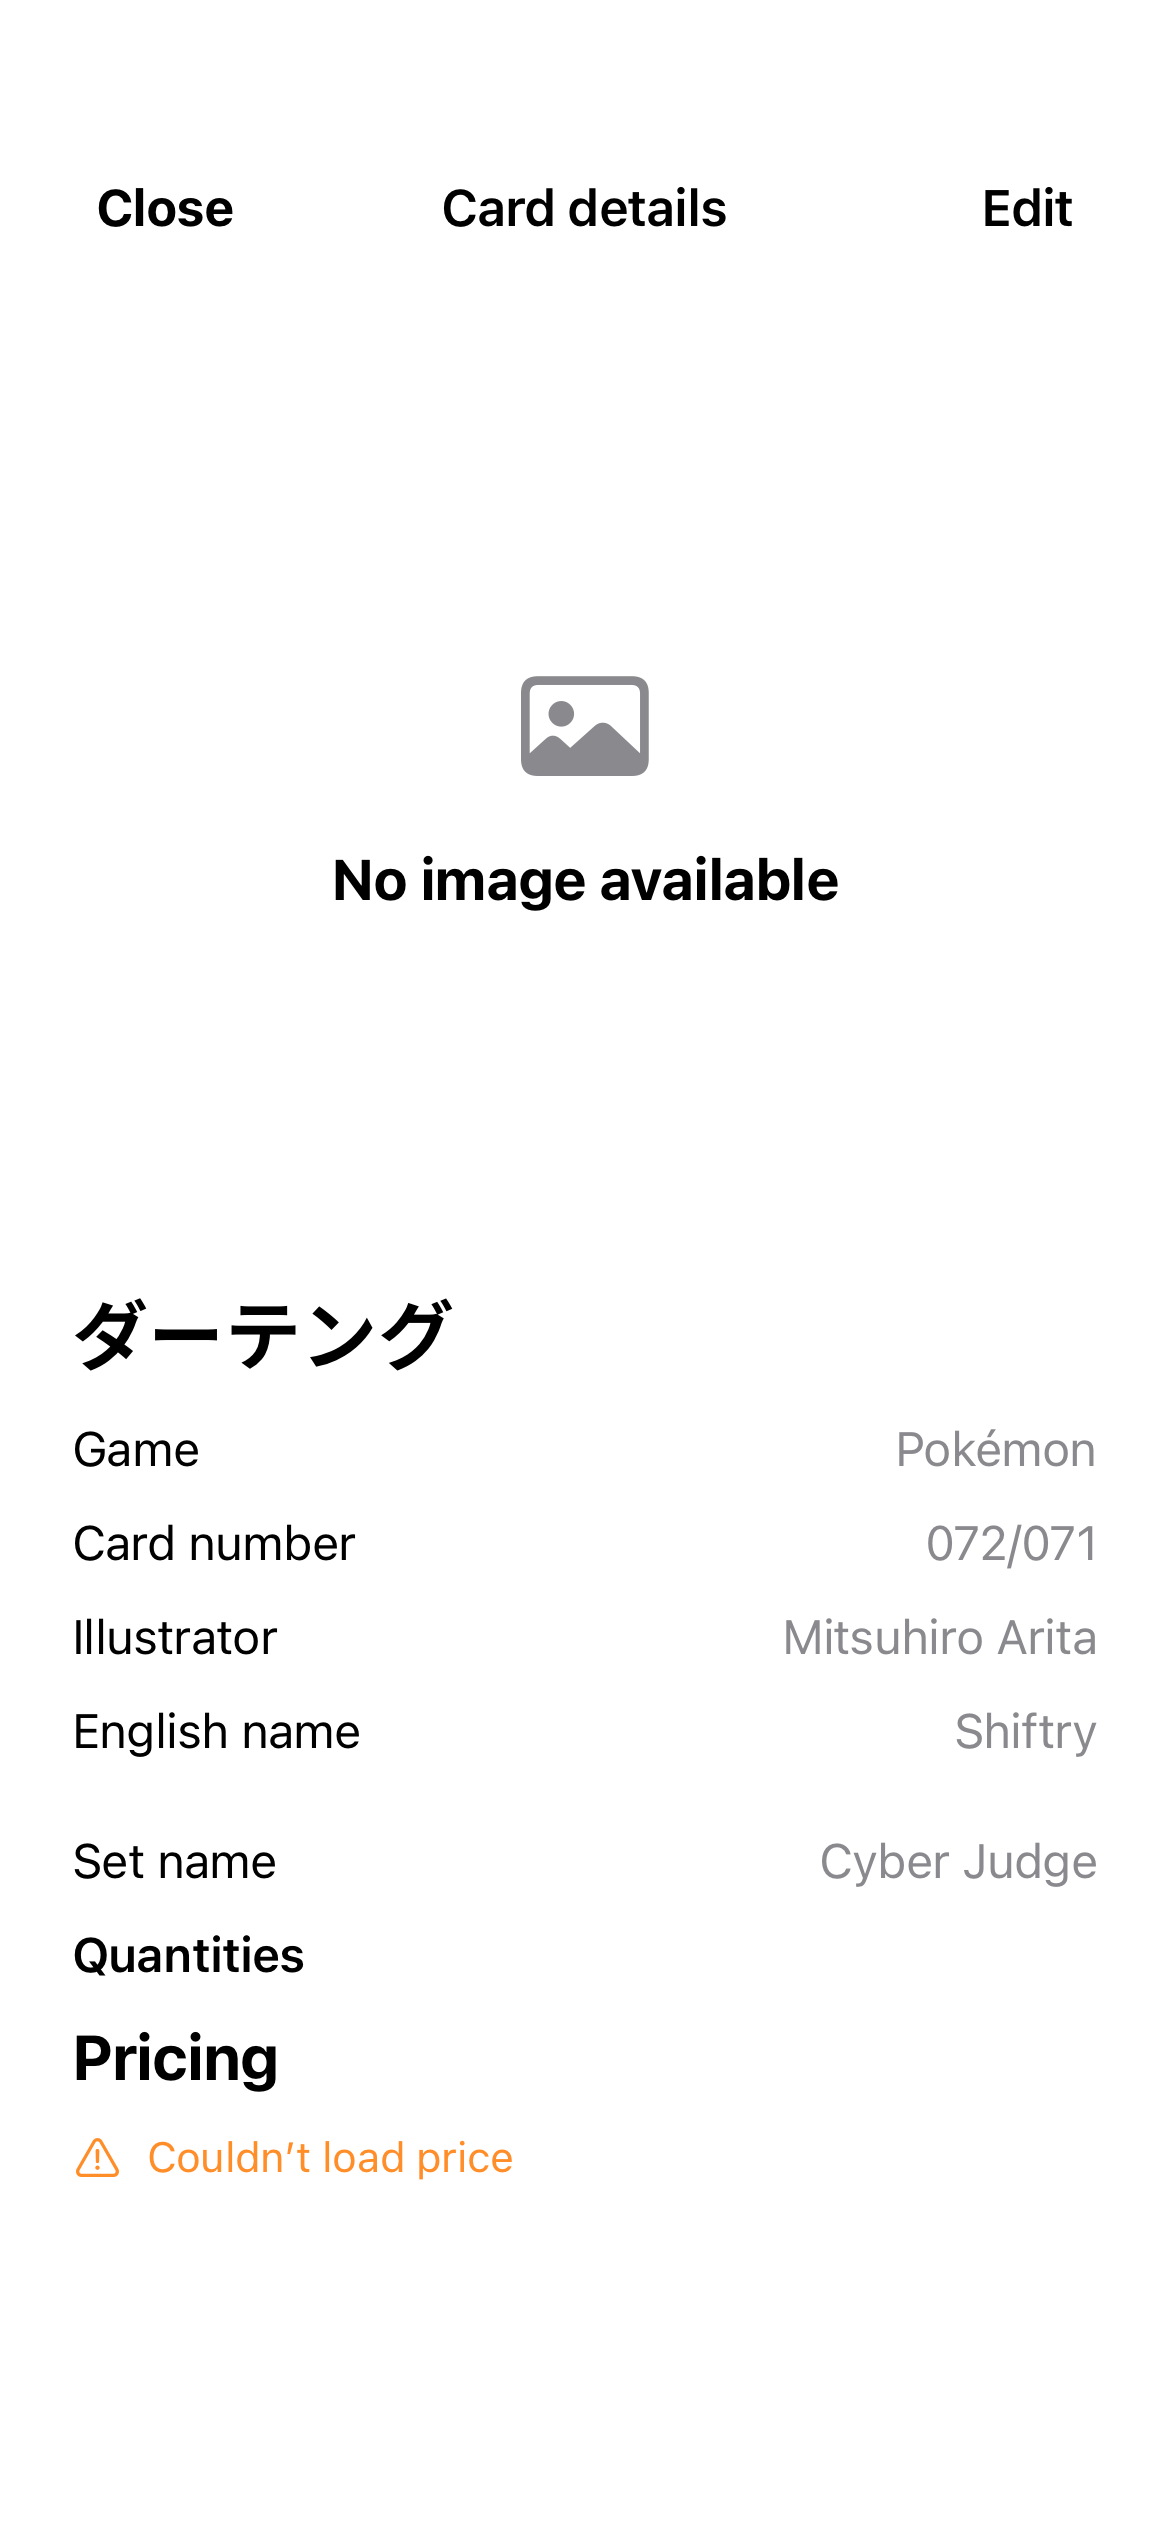 Close Card details Edit
No image available
ダーテング
Game Pokémon
Card number 072/071
Illustrator Mitsuhiro Arita
English name Shiftry
Set name Cyber Judge
Quantities
Pricing
Couldn’t load price